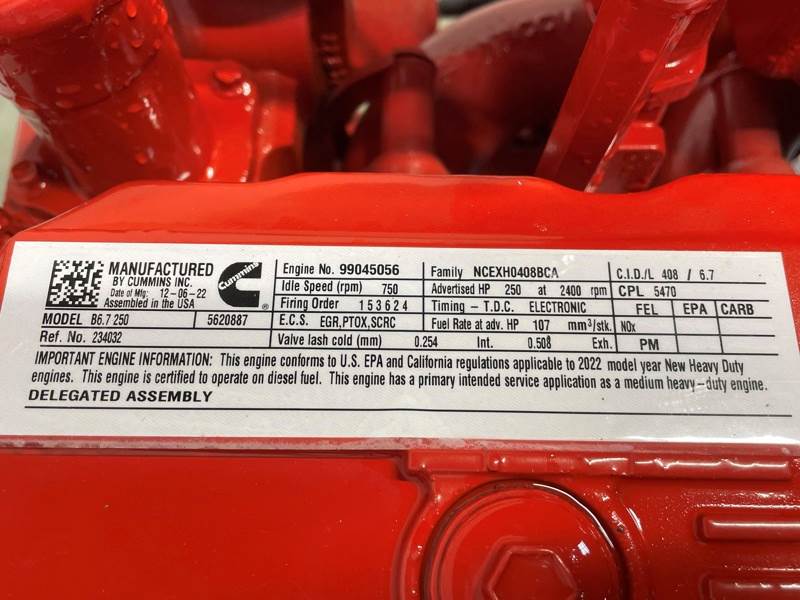 MANUFACTURED
BY CUMMINS INC.
Date of Mfg: 12-06-22
Assembled in the USA
Cummins ®
MODEL B6.7 250 5620887
Ref. No. 234032
Engine No. 99045056
Idle Speed (rpm) 750
Firing Order 1 5 3 6 2 4
E.C.S. EGR,PTOX,SCRC
Valve lash cold (mm) 0.254 Int. 0.508 Exh.
Family NCEXH0408BCA
Advertised HP 250 at 2400 rpm
Timing – T.D.C. ELECTRONIC
Fuel Rate at adv. HP 107 mm³/stk.
C.I.D./L 408 / 6.7
CPL 5470
FEL EPA CARB
NOx
PM
IMPORTANT ENGINE INFORMATION: This engine conforms to U.S. EPA and California regulations applicable to 2022 model year New Heavy Duty
engines. This engine is certified to operate on diesel fuel. This engine has a primary intended service application as a medium heavy-duty engine.
DELEGATED ASSEMBLY